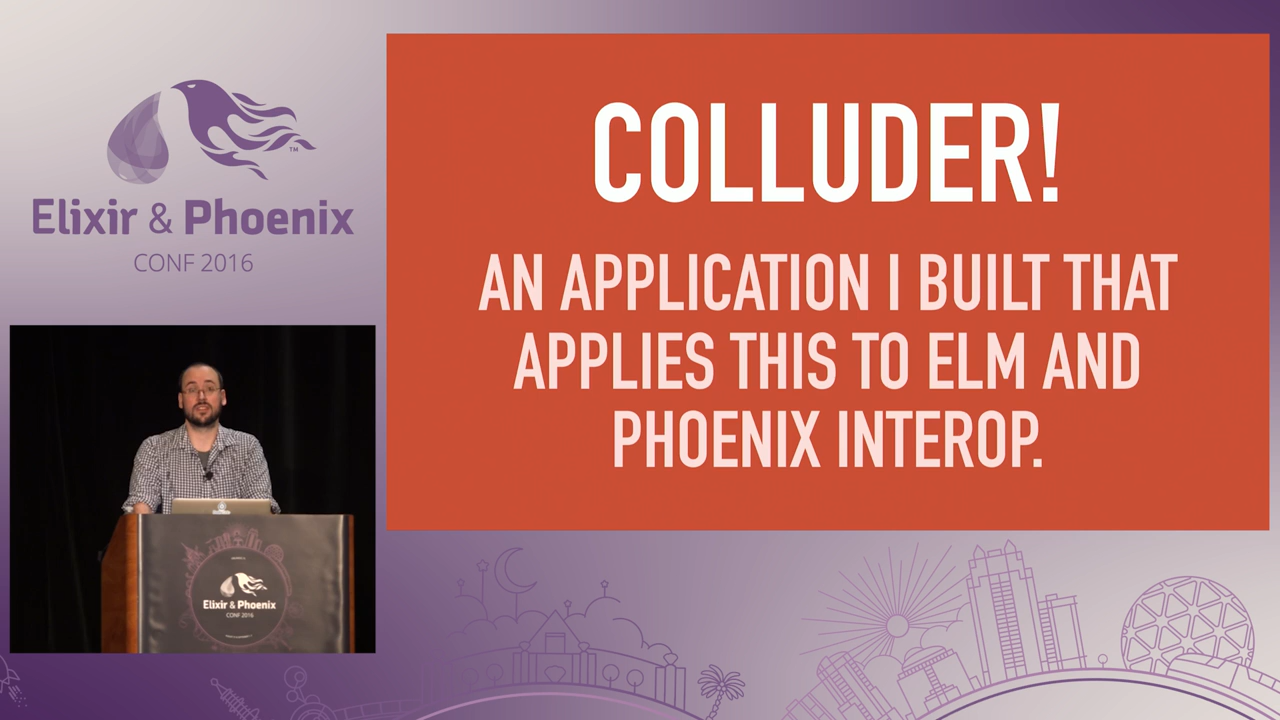 Elixir & Phoenix
CONF 2016
COLLUDER!
AN APPLICATION I BUILT THAT
APPLIES THIS TO ELM AND
PHOENIX INTEROP.
TM
Elixir & Phoenix
CONF 2016